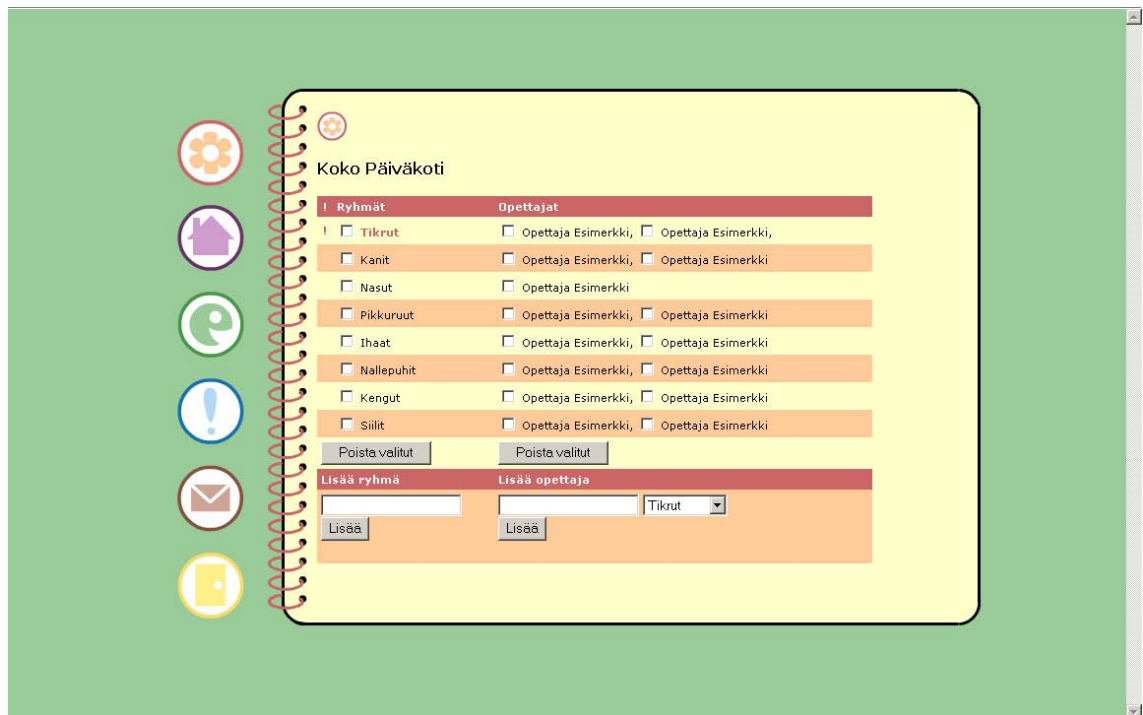 Koko Päiväkoti
! Ryhmät Opettajat
! Tikrut Opettaja Esimerkki, Opettaja Esimerkki,
Kanit Opettaja Esimerkki, Opettaja Esimerkki
Nasut Opettaja Esimerkki
Pikkuruut Opettaja Esimerkki, Opettaja Esimerkki
Ihaat Opettaja Esimerkki, Opettaja Esimerkki
Nallepuhit Opettaja Esimerkki, Opettaja Esimerkki
Kengut Opettaja Esimerkki, Opettaja Esimerkki
Siilit Opettaja Esimerkki, Opettaja Esimerkki
Poista valitut Poista valitut
Lisää ryhmä Lisää opettaja
Tikrut
Lisää Lisää